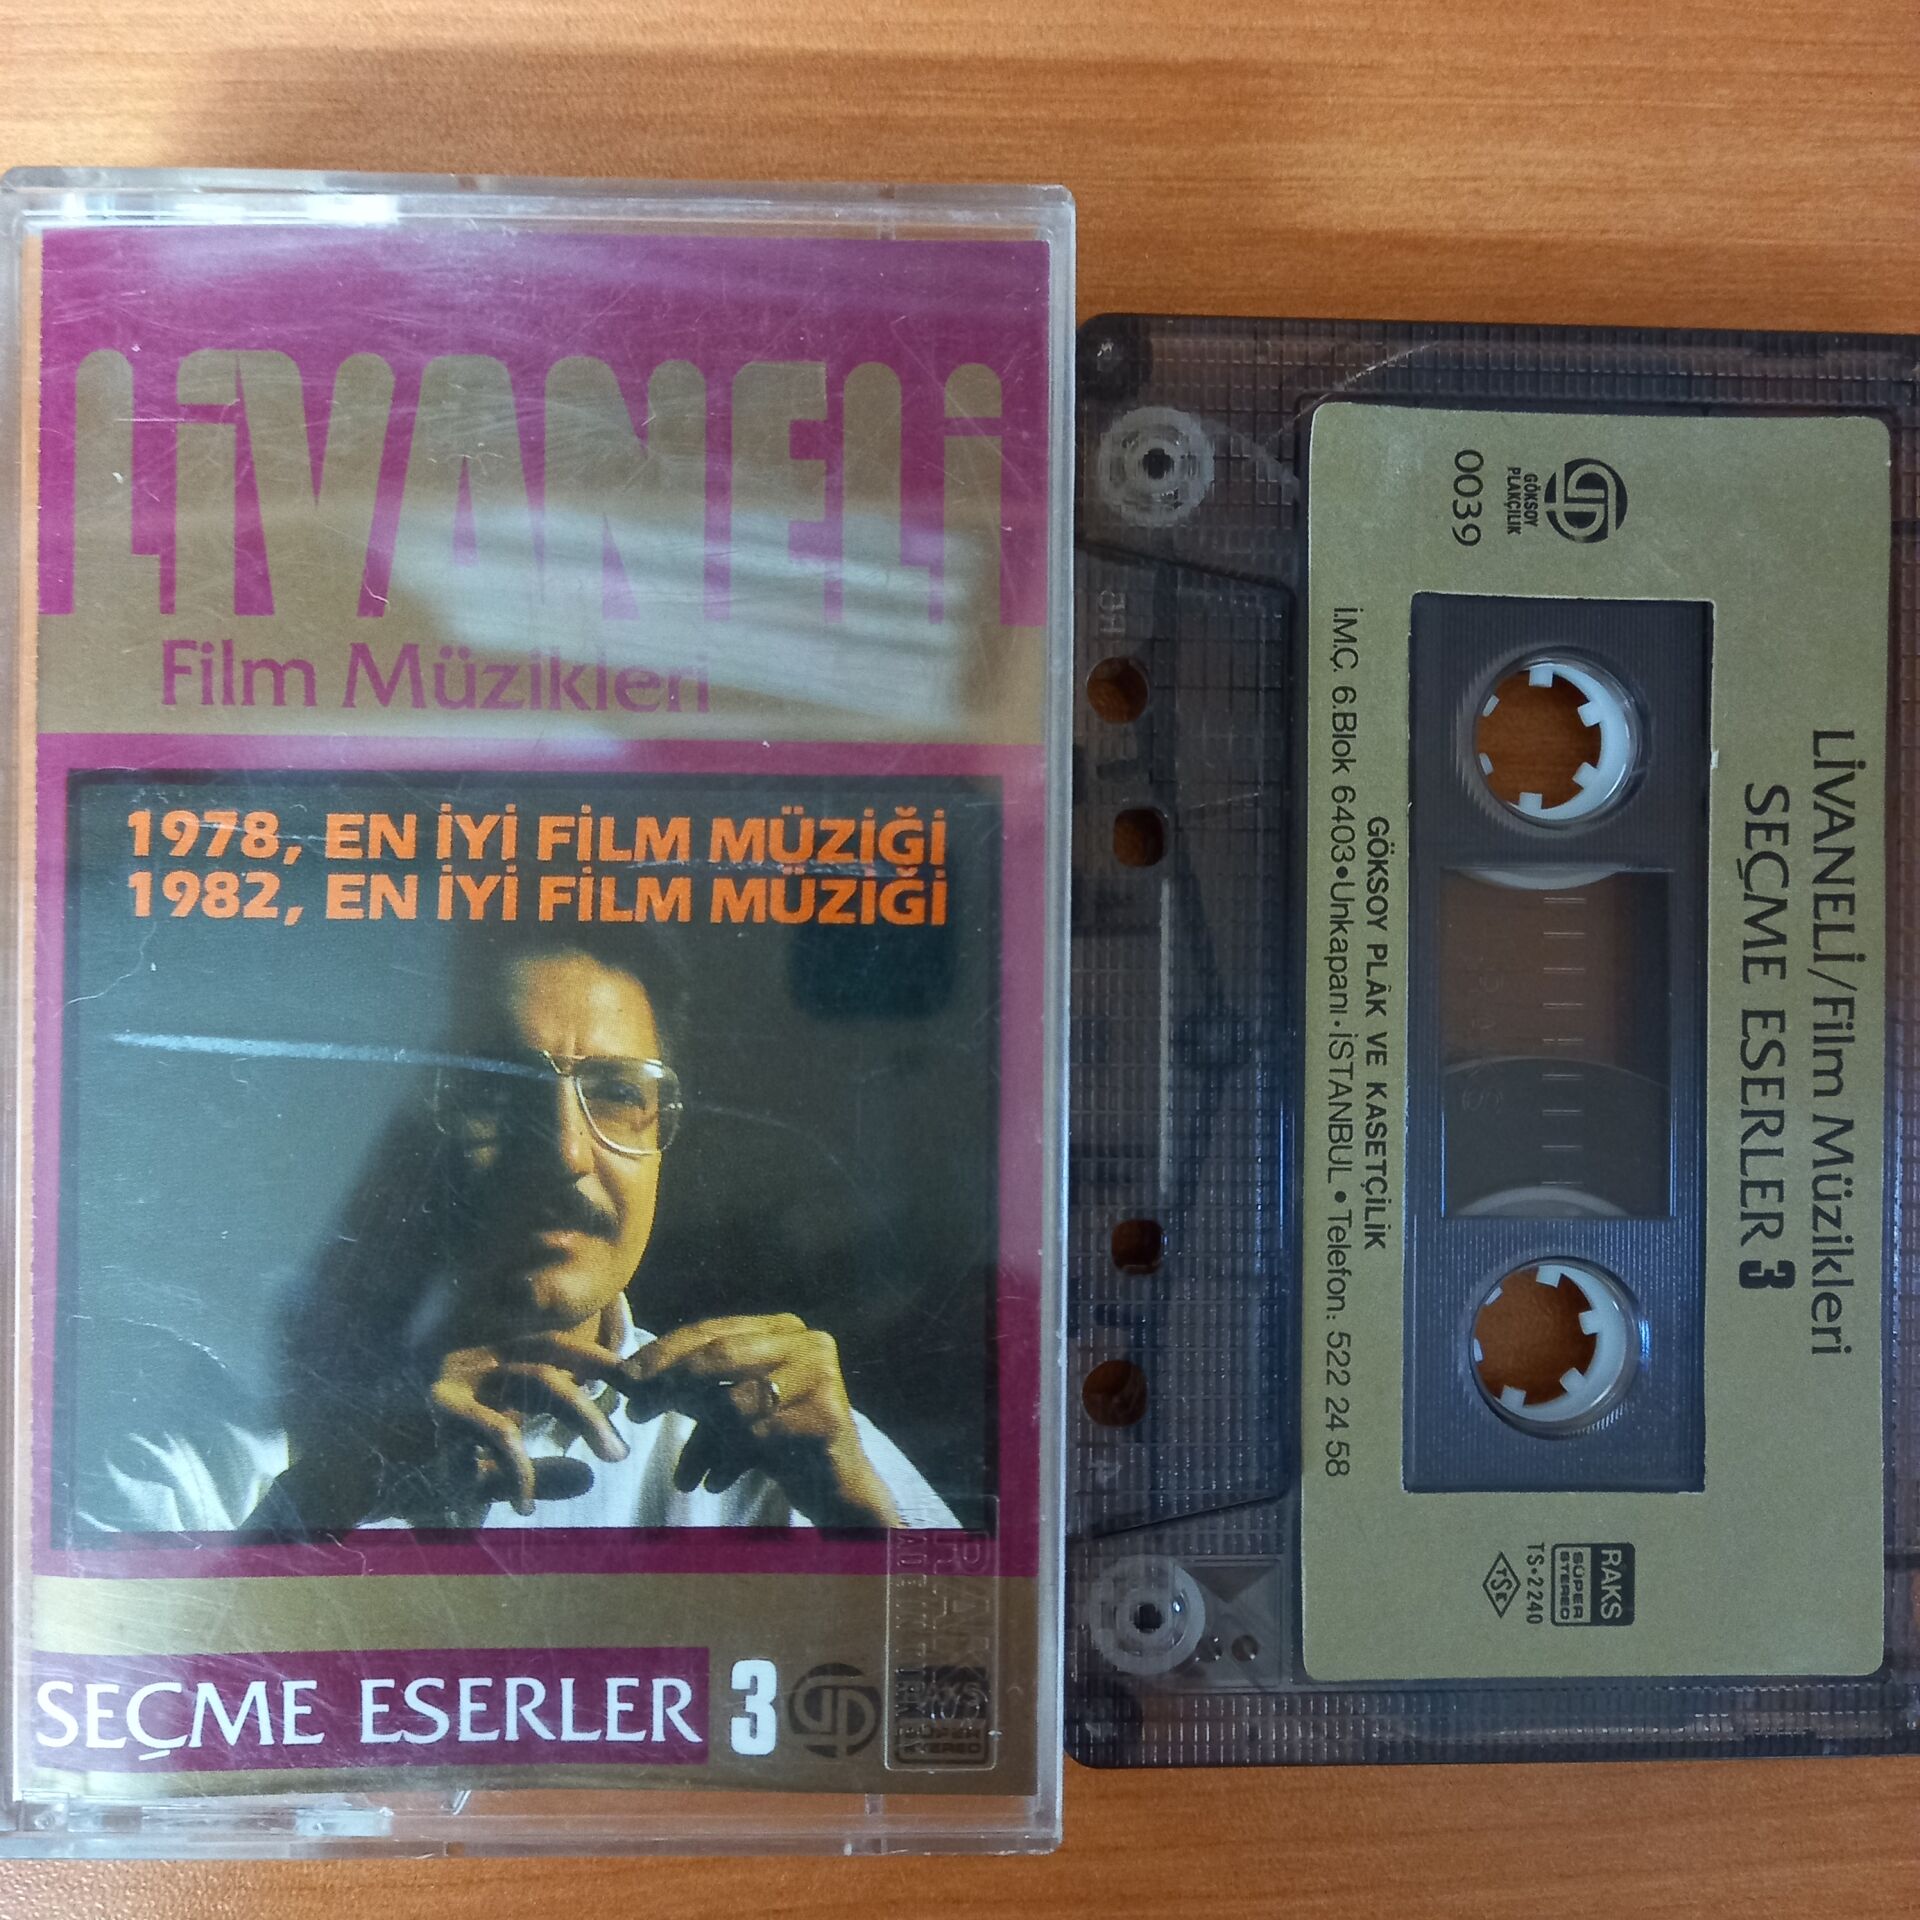 LİVANELİ
Film Müzikleri
1978, EN İYİ FİLM MÜZİĞİ
1982, EN İYİ FİLM MÜZİĞİ
SEÇME ESERLER 3
RAKS
LİVANELİ/Film Müzikleri
SEÇME ESERLER 3
GÖKSOY
PLAKÇILIK
0039
RAKS
SÜPER
STEREO
TS•2240
TSE
GÖKSOY PLÂK VE KASETÇİLİK
İ.M.Ç. 6.Blok 6403•Unkapanı•İSTANBUL•Telefon: 522 24 58